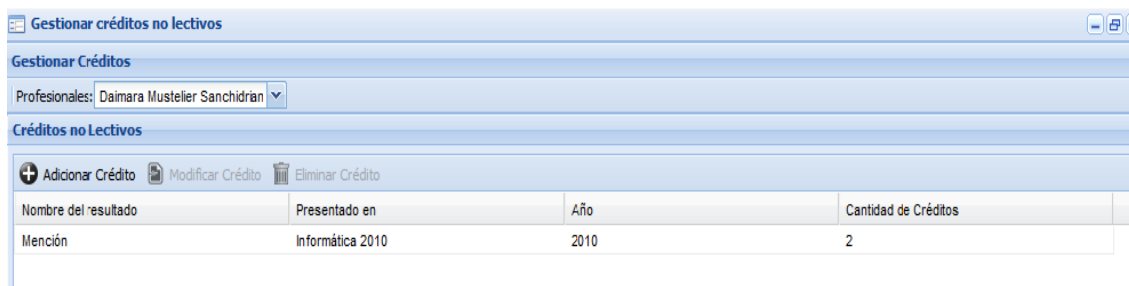 Gestionar créditos no lectivos
Gestionar Créditos
Profesionales: Daimara Mustelier Sanchidrian
Créditos no Lectivos
Adicionar Crédito Modificar Crédito Eliminar Crédito
Nombre del resultado Presentado en Año Cantidad de Créditos
Mención Informática 2010 2010 2